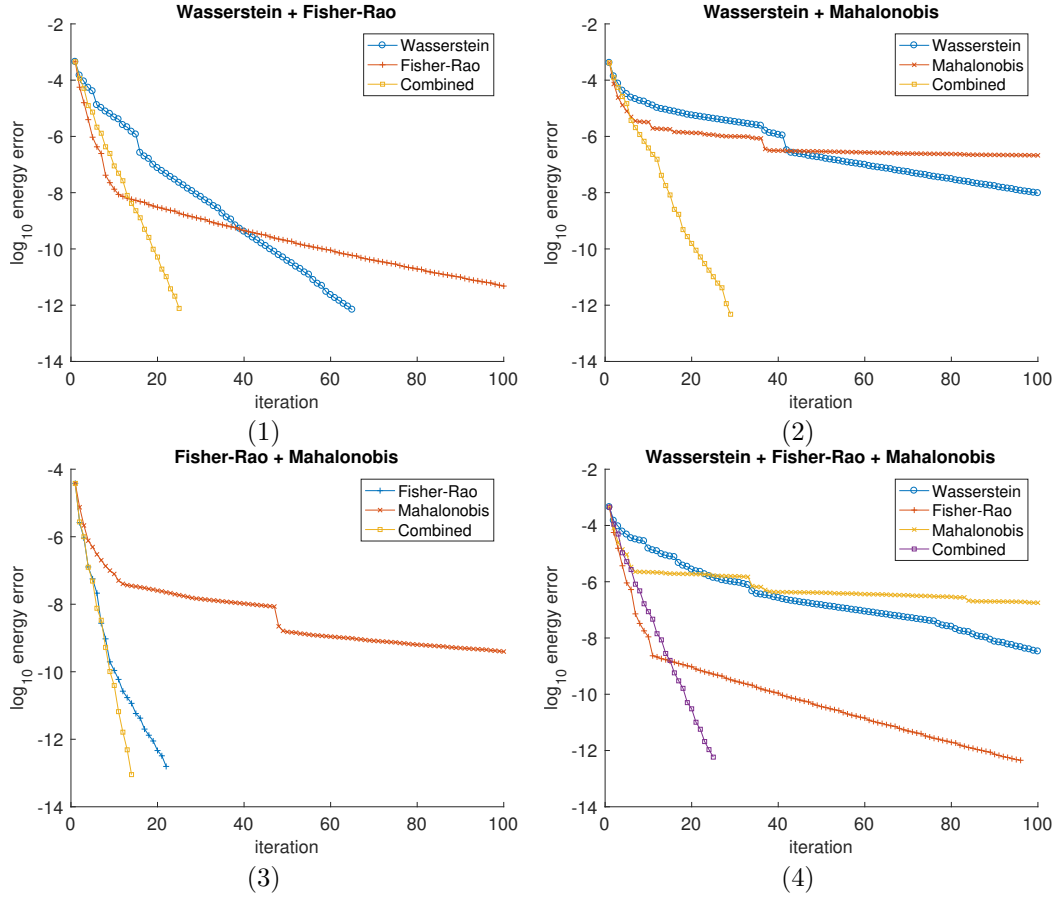 Wasserstein + Fisher-Rao
-2
-4
-6
-8
-10
-12
-14
log10 energy error
0 20 40 60 80 100
iteration
Wasserstein
Fisher-Rao
Combined
(1)
Wasserstein + Mahalonobis
-2
-4
-6
-8
-10
-12
-14
log10 energy error
0 20 40 60 80 100
iteration
Wasserstein
Mahalonobis
Combined
(2)
Fisher-Rao + Mahalonobis
-4
-6
-8
-10
-12
-14
log10 energy error
0 20 40 60 80 100
iteration
Fisher-Rao
Mahalonobis
Combined
(3)
Wasserstein + Fisher-Rao + Mahalonobis
-2
-4
-6
-8
-10
-12
-14
log10 energy error
0 20 40 60 80 100
iteration
Wasserstein
Fisher-Rao
Mahalonobis
Combined
(4)